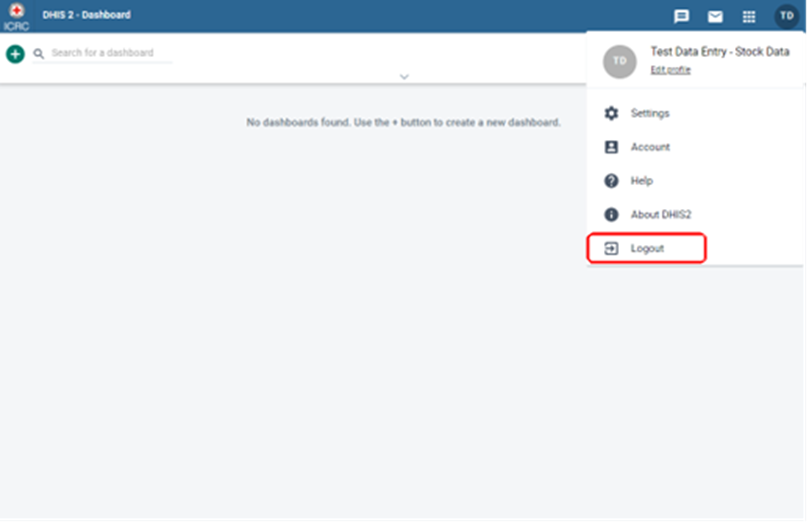 ICRC
DHIS 2 - Dashboard
TD
Search for a dashboard
No dashboards found. Use the + button to create a new dashboard.
TD
Test Data Entry - Stock Data
Edit profile
Settings
Account
Help
About DHIS2
Logout